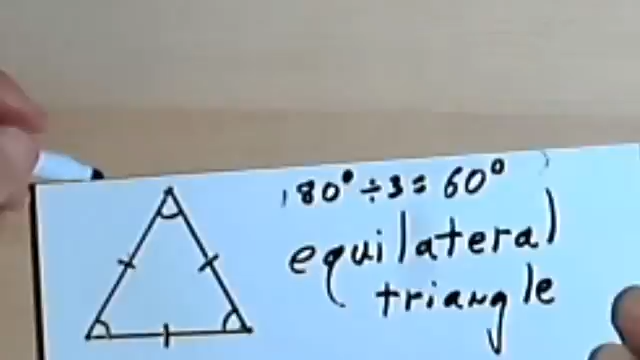 180° ÷ 3 = 60°
equilateral
triangle